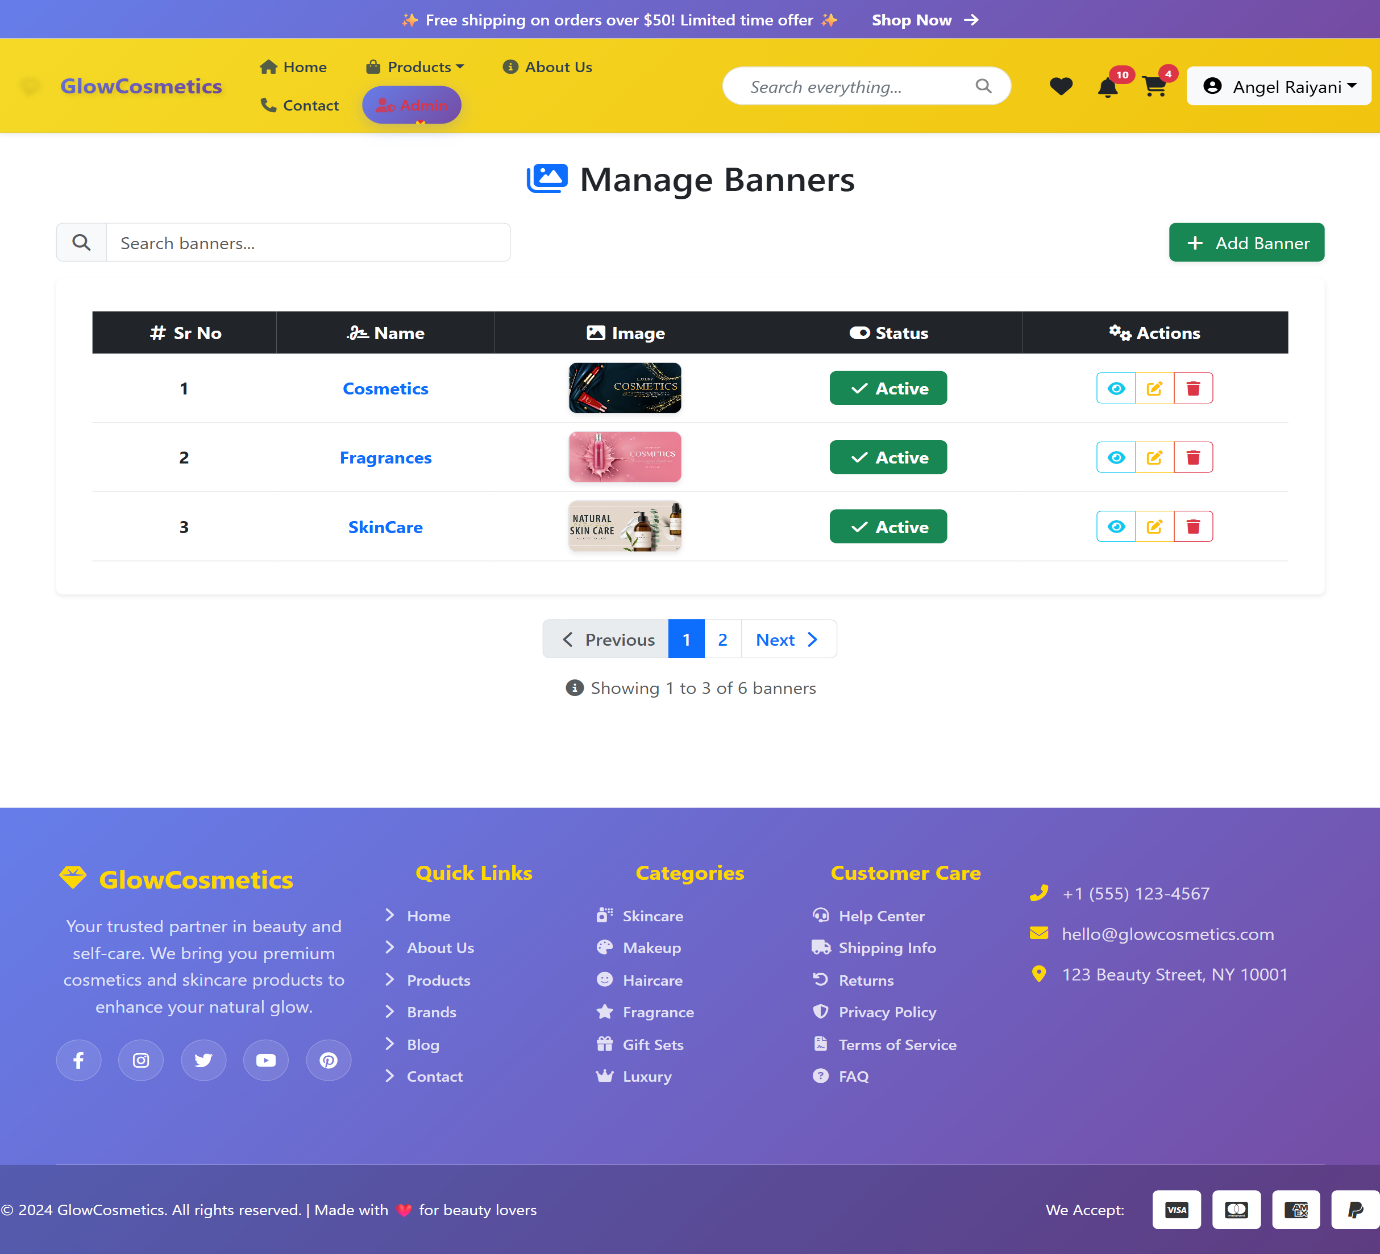 ✨ Free shipping on orders over $50! Limited time offer ✨ Shop Now →
GlowCosmetics
Home Products About Us
Contact Admin
Search everything...
10
4
Angel Raiyani
Manage Banners
Search banners...
+ Add Banner
# Sr No Name Image Status Actions
1 Cosmetics COSMETICS Active
2 Fragrances COSMETICS Active
3 SkinCare NATURAL SKIN CARE Active
Previous 1 2 Next
Showing 1 to 3 of 6 banners
GlowCosmetics
Your trusted partner in beauty and
self-care. We bring you premium
cosmetics and skincare products to
enhance your natural glow.
Quick Links
Home
About Us
Products
Brands
Blog
Contact
Categories
Skincare
Makeup
Haircare
Fragrance
Gift Sets
Luxury
Customer Care
Help Center
Shipping Info
Returns
Privacy Policy
Terms of Service
FAQ
+1 (555) 123-4567
hello@glowcosmetics.com
123 Beauty Street, NY 10001
© 2024 GlowCosmetics. All rights reserved. | Made with ❤ for beauty lovers
We Accept: VISA AMEX